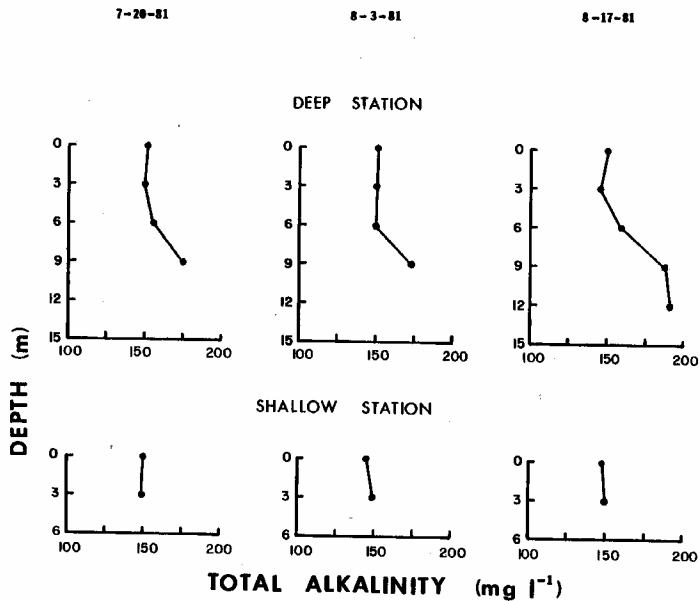 7-20-81 8-3-81 8-17-81
DEEP STATION
0 0 0
3 3 3
6 6 6
9 9 9
12 12 12
15 15 15
100 150 200 100 150 200 100 150 200
DEPTH (m)
SHALLOW STATION
0 0 0
3 3 3
6 6 6
100 150 200 100 150 200 100 150 200
TOTAL ALKALINITY (mg l⁻¹)